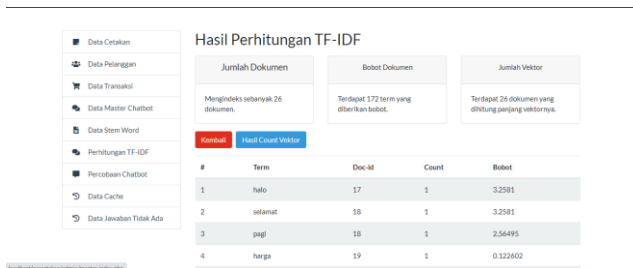 Data Cetakan
Data Pelanggan
Data Transaksi
Data Master Chatbot
Data Stem Word
Perhitungan TF-IDF
Percobaan Chatbot
Data Cache
Data Jawaban Tidak Ada
Hasil Perhitungan TF-IDF
Jumlah Dokumen
Mengindeks sebanyak 26
dokumen.
Bobot Dokumen
Terdapat 172 term yang
diberikan bobot.
Jumlah Vektor
Terdapat 26 dokumen yang
dihitung panjang vektornya.
Kembali Hasil Count Vektor
# Term Doc-id Count Bobot
1 halo 17 1 3.2581
2 selamat 18 1 3.2581
3 pagi 18 1 2.56495
4 harga 19 1 0.122602